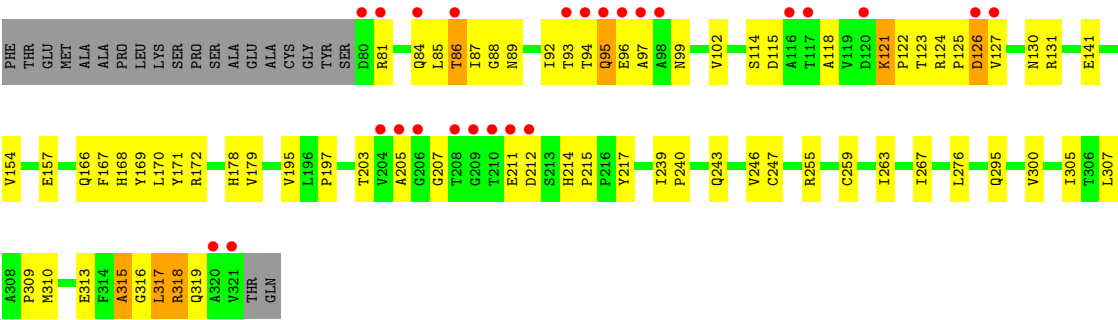 PHE THR GLU MET ALA ALA PRO LEU LYS SER PRO SER ALA GLU ALA CYS GLY TYR SER D80 R81 Q84 L85 T86 I87 G88 N89 I92 T93 T94 Q95 E96 A97 A98 N99 V102 S114 D115 A116 T117 A118 V119 D120 K121 P122 T123 R124 P125 D126 V127 N130 R131 E141
V154 E157 Q166 F167 H168 Y169 L170 Y171 R172 H178 V179 V195 L196 P197 T203 V204 A205 G206 G207 T208 G209 T210 E211 D212 S213 H214 P215 P216 Y217 I239 P240 Q243 V246 C247 R255 C259 I263 I267 L276 Q295 V300 I305 T306 L307
A308 P309 M310 E313 F314 A315 G316 L317 R318 Q319 A320 V321 THR GLN